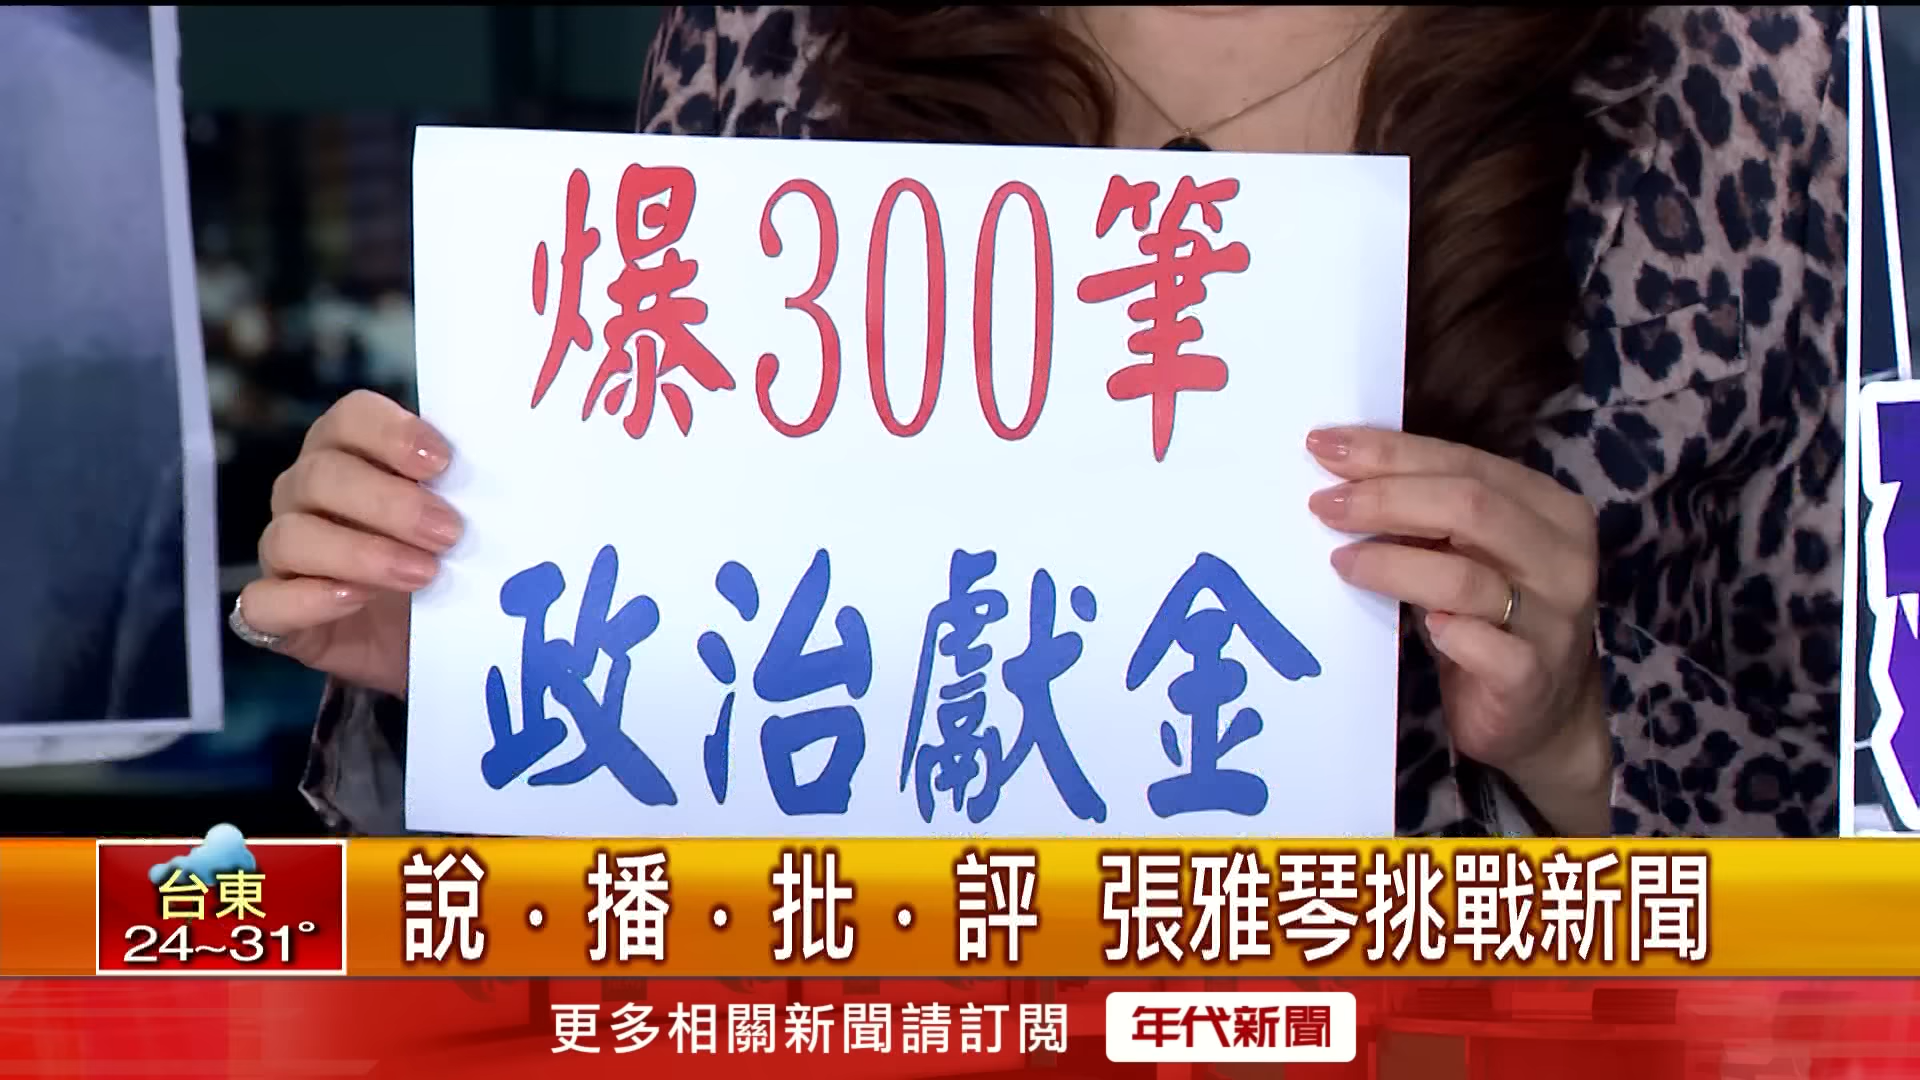 爆300筆
政治獻金
台東
24~31°
說．播．批．評 張雅琴挑戰新聞
更多相關新聞請訂閱 年代新聞